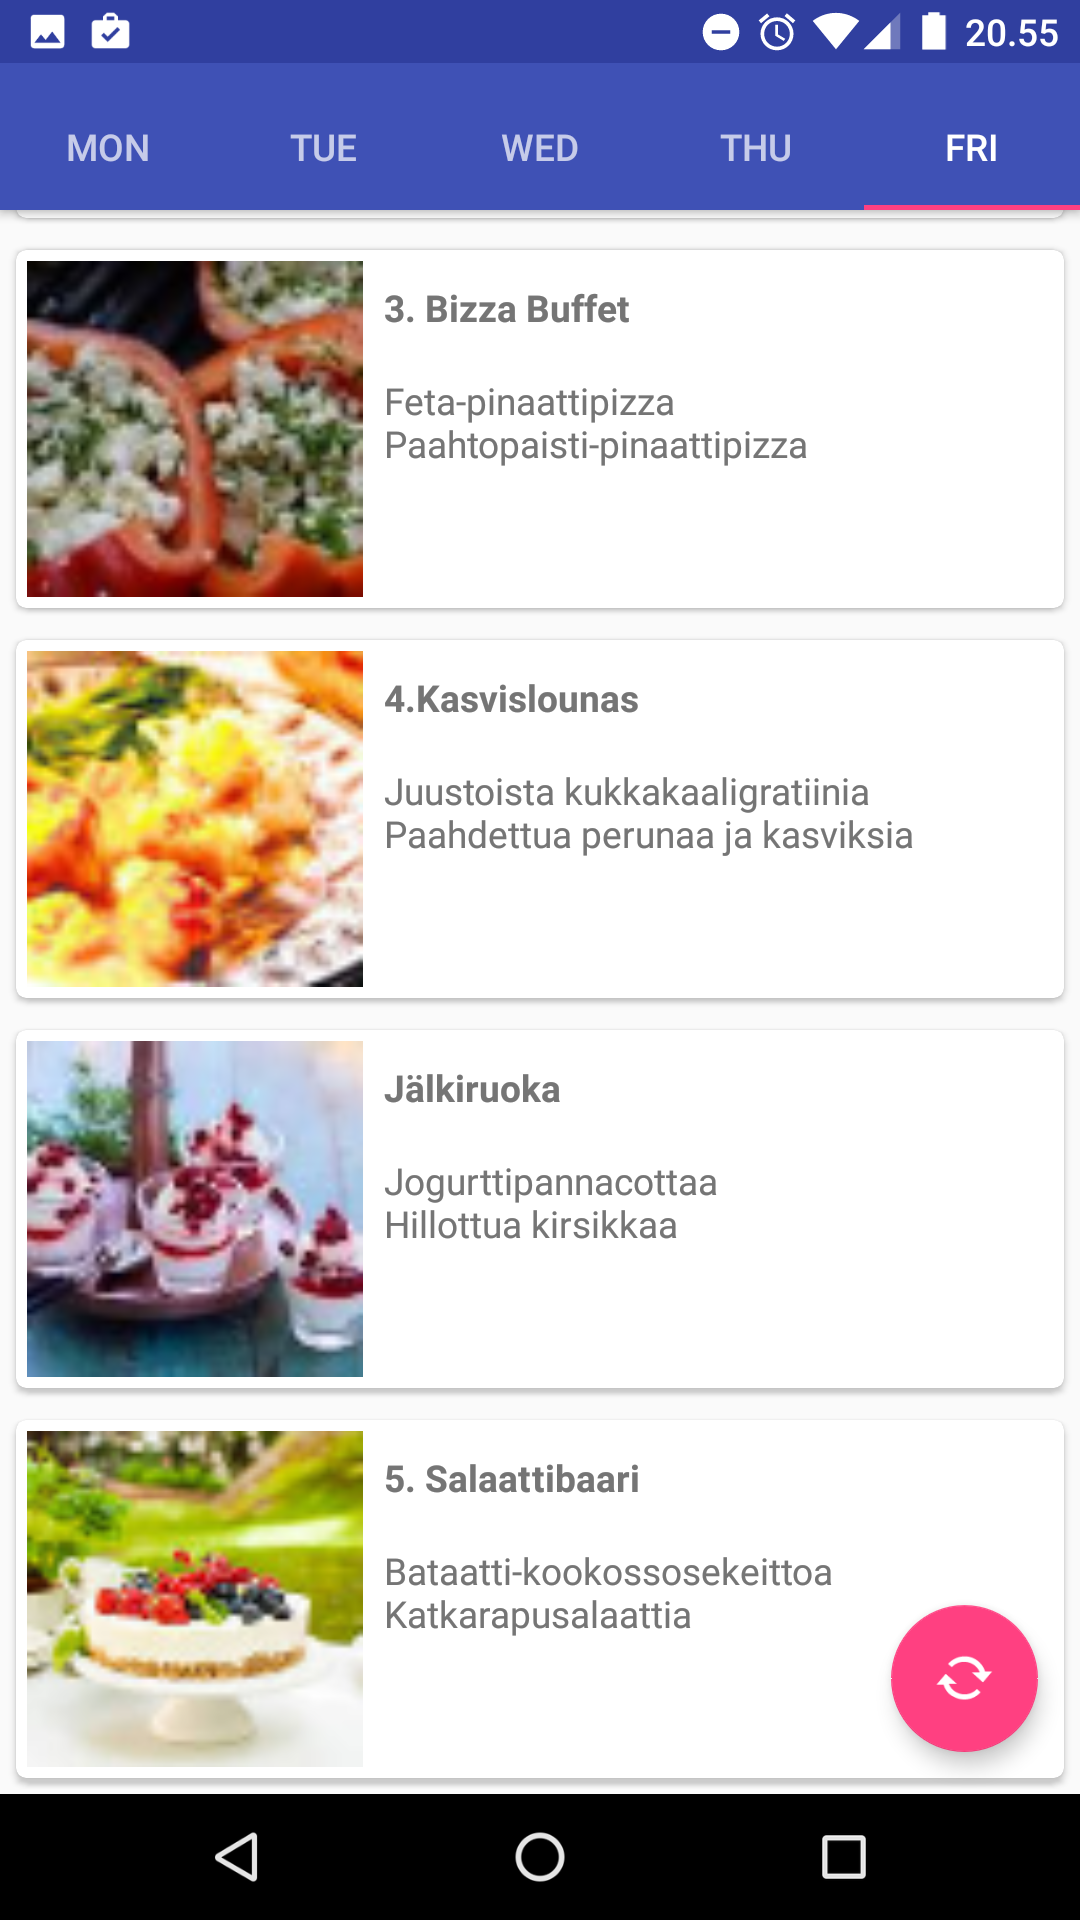 20.55
MON TUE WED THU FRI
3. Bizza Buffet
Feta-pinaattipizza
Paahtopaisti-pinaattipizza
4.Kasvislounas
Juustoista kukkakaaligratiinia
Paahdettua perunaa ja kasviksia
Jälkiruoka
Jogurttipannacottaa
Hillottua kirsikkaa
5. Salaattibaari
Bataatti-kookossosekeittoa
Katkarapusalaattia